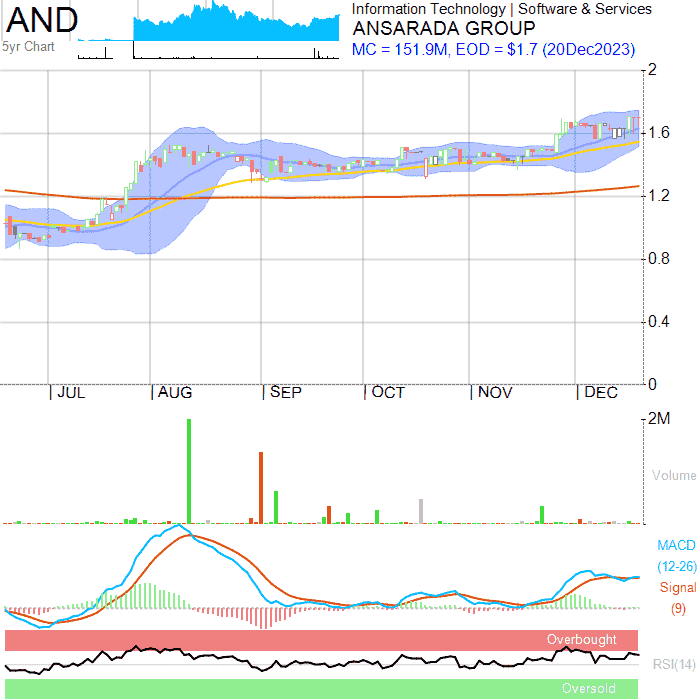 AND
5yr Chart
Information Technology | Software & Services
ANSARADA GROUP
MC = 151.9M, EOD = $1.7 (20Dec2023)
2
1.6
1.2
0.8
0.4
0
JUL AUG SEP OCT NOV DEC
2M
Volume
MACD
(12-26)
Signal
(9)
Overbought
RSI(14)
Oversold